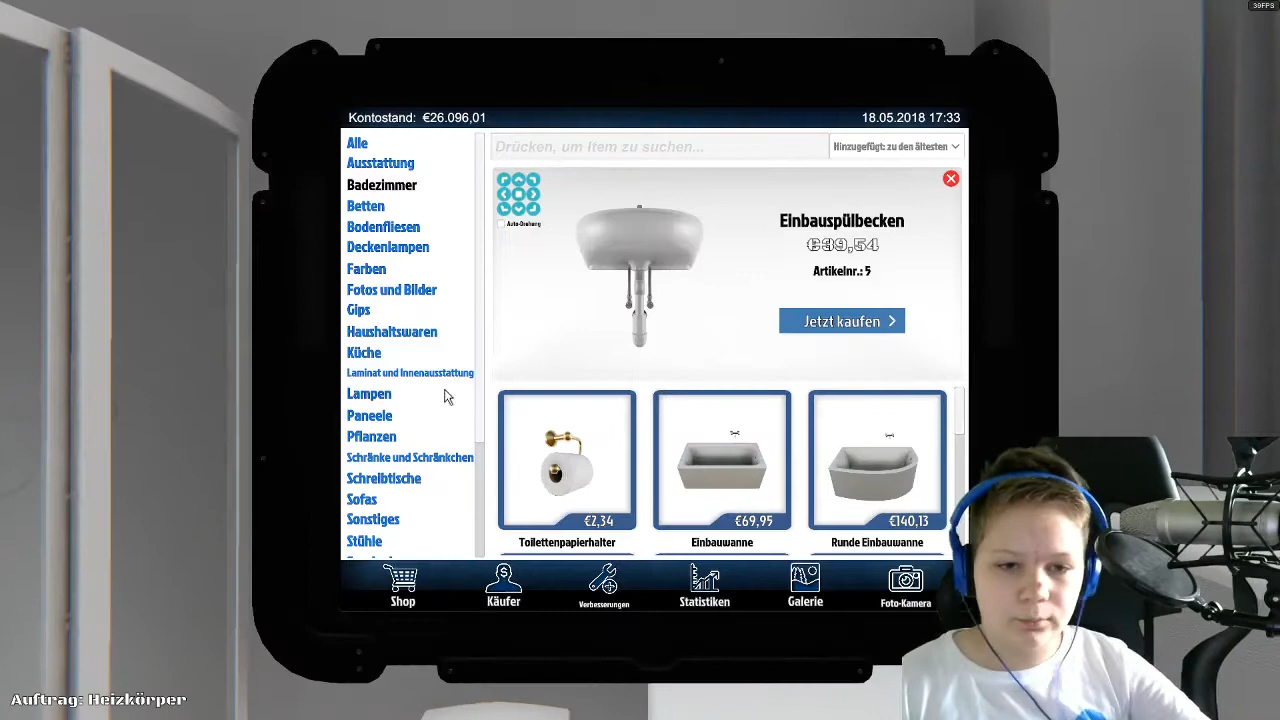 39FPS
Kontostand: €26.096,01
18.05.2018 17:33
Alle
Ausstattung
Badezimmer
Betten
Bodenfliesen
Deckenlampen
Farben
Fotos und Bilder
Gips
Haushaltswaren
Küche
Laminat und Innenausstattung
Lampen
Paneele
Pflanzen
Schränke und Schränkchen
Schreibtische
Sofas
Sonstiges
Stühle
Drücken, um Item zu suchen...
Hinzugefügt: zu den ältesten
Auto-Drehung
Einbauspülbecken
€39,54
Artikelnr.: 5
Jetzt kaufen
€2,34
€69,95
€140,13
Toilettenpapierhalter
Einbauwanne
Runde Einbauwanne
Shop
Käufer
Verbesserungen
Statistiken
Galerie
Foto-Kamera
Auftrag: Heizkörper